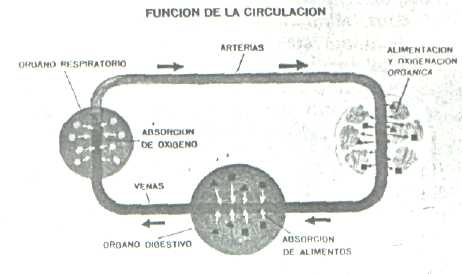 FUNCION DE LA CIRCULACION
ARTERIAS
ORGANO RESPIRATORIO
ALIMENTACION
Y OXIGENACION
ORGANICA
ABSORCION
DE OXIGENO
VENAS
ORGANO DIGESTIVO
ABSORCION
DE ALIMENTOS